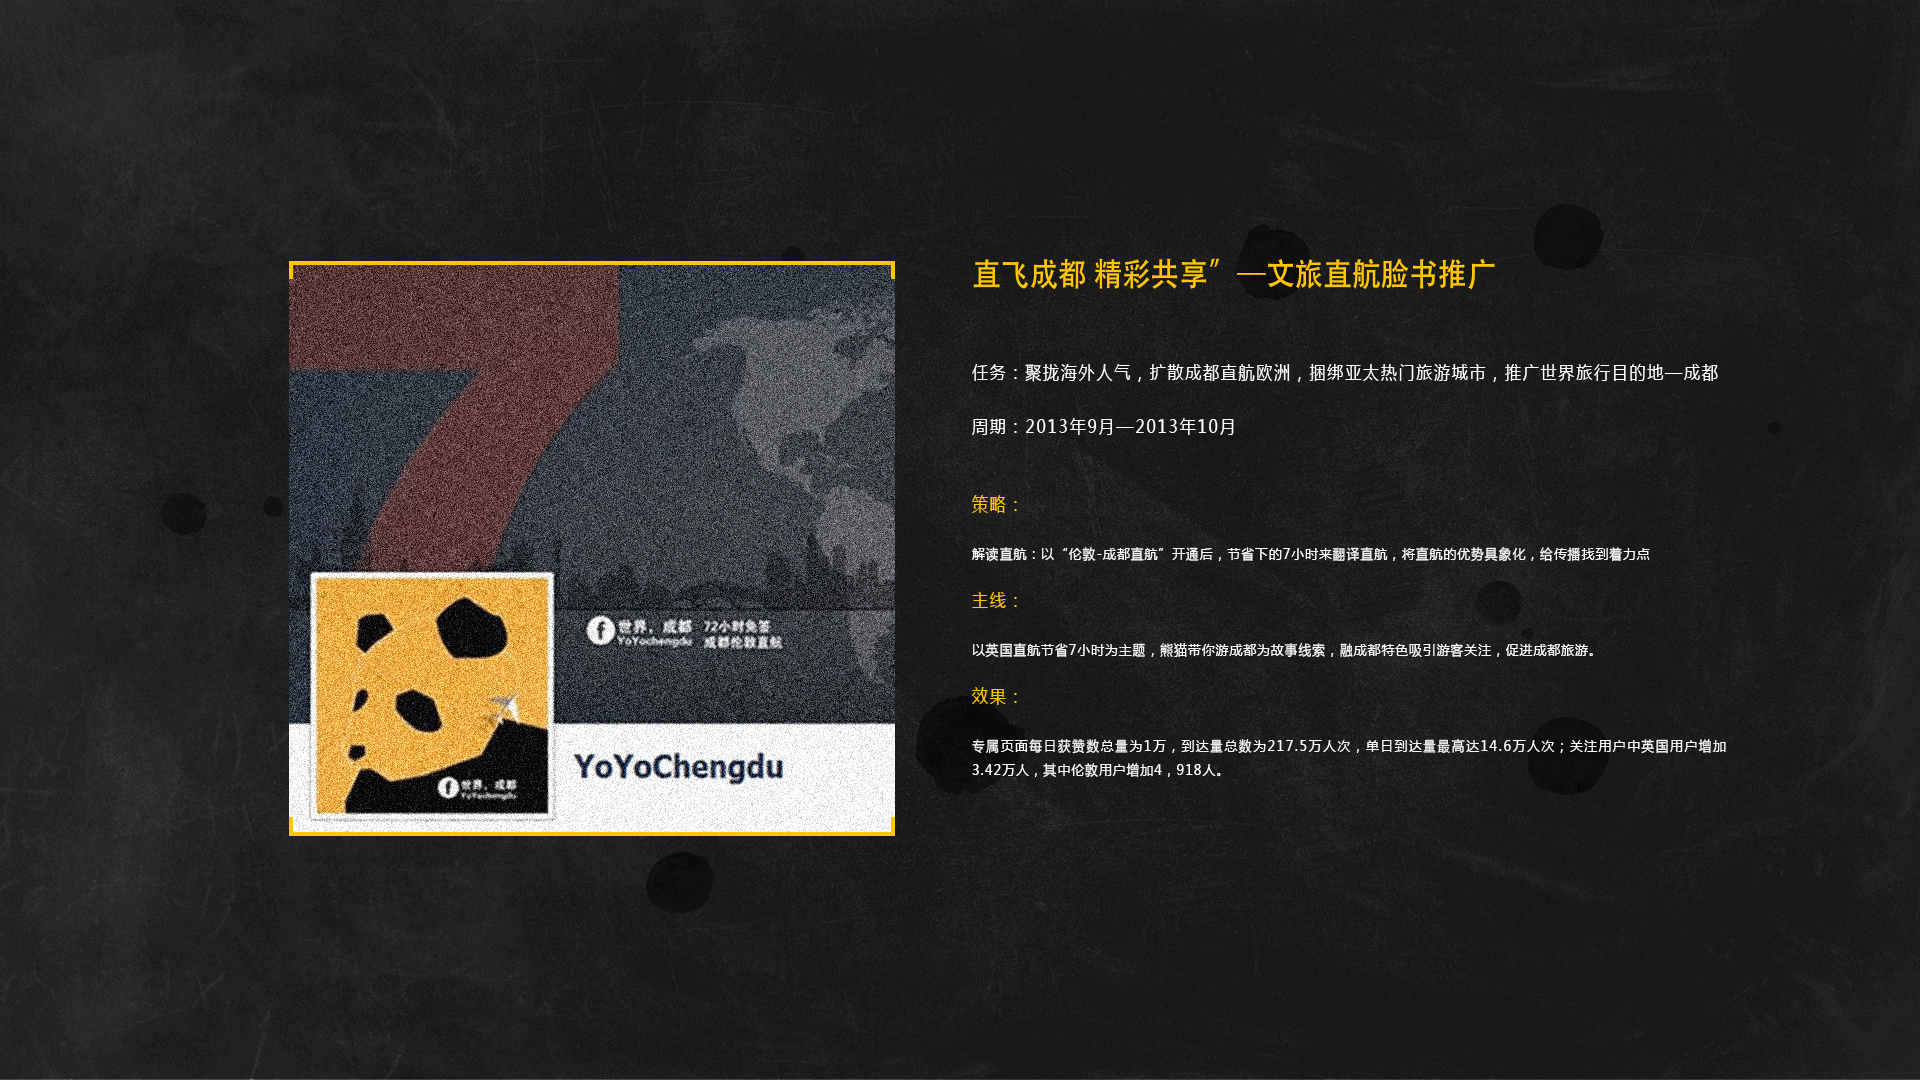 7
世界，成都 72小时免签
YoYochengdu 成都伦敦直航
世界，成都
YoYochengdu
YoYoChengdu
直飞成都 精彩共享”—文旅直航脸书推广
任务：聚拢海外人气，扩散成都直航欧洲，捆绑亚太热门旅游城市，推广世界旅行目的地—成都
周期：2013年9月—2013年10月
策略：
解读直航：以“伦敦-成都直航”开通后，节省下的7小时来翻译直航，将直航的优势具象化，给传播找到着力点
主线：
以英国直航节省7小时为主题，熊猫带你游成都为故事线索，融成都特色吸引游客关注，促进成都旅游。
效果：
专属页面每日获赞数总量为1万，到达量总数为217.5万人次，单日到达量最高达14.6万人次；关注用户中英国用户增加
3.42万人，其中伦敦用户增加4，918人。